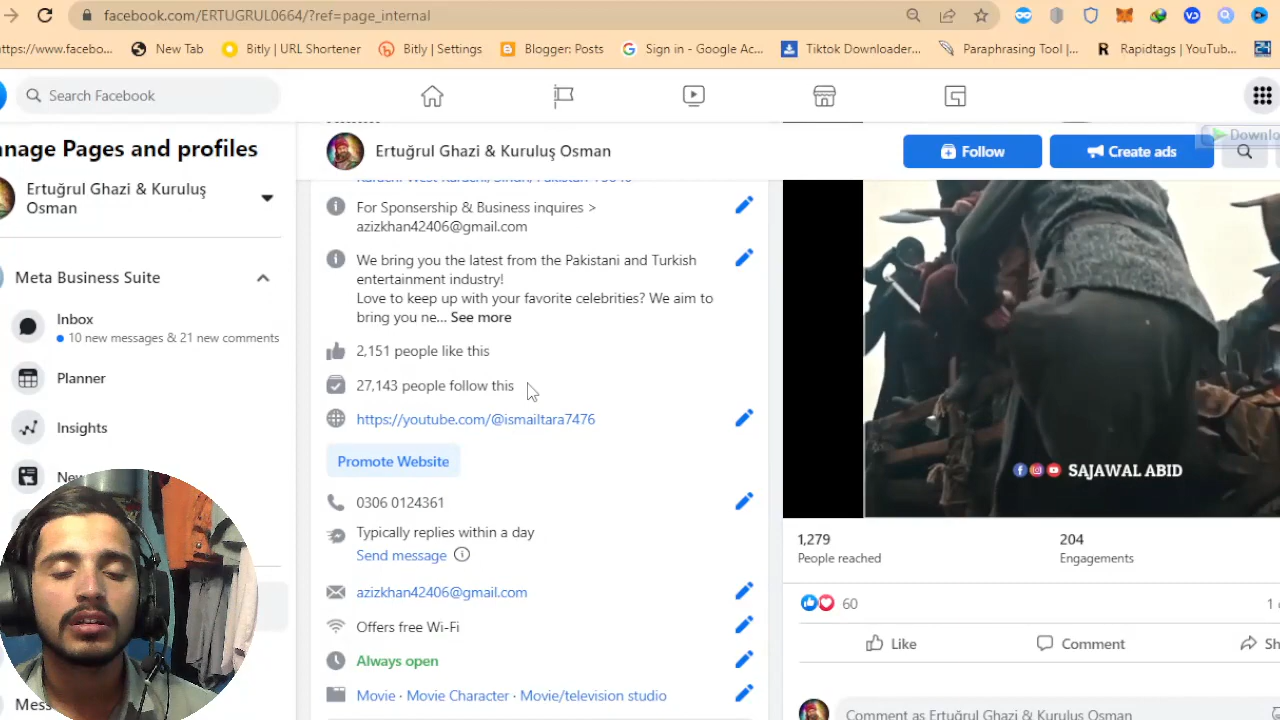 facebook.com/ERTUGRUL0664/?ref=page_internal
https://www.facebo...
New Tab
Bitly | URL Shortener
Bitly | Settings
Blogger: Posts
Sign in - Google Ac...
Tiktok Downloader...
Paraphrasing Tool |...
Rapidtags | YouTub...
Search Facebook
anage Pages and profiles
Ertuğrul Ghazi & Kuruluş
Osman
Meta Business Suite
Inbox
10 new messages & 21 new comments
Planner
Insights
Ertuğrul Ghazi & Kuruluş Osman
Follow
Create ads
Downlo
For Sponsership & Business inquires >
azizkhan42406@gmail.com
We bring you the latest from the Pakistani and Turkish
entertainment industry!
Love to keep up with your favorite celebrities? We aim to
bring you ne... See more
2,151 people like this
27,143 people follow this
https://youtube.com/@ismailtara7476
Promote Website
0306 0124361
Typically replies within a day
Send message
azizkhan42406@gmail.com
Offers free Wi-Fi
Always open
Movie · Movie Character · Movie/television studio
SAJAWAL ABID
1,279
People reached
204
Engagements
60
Like
Comment
Sh
Comment as Ertuğrul Ghazi & Kuruluş Osman